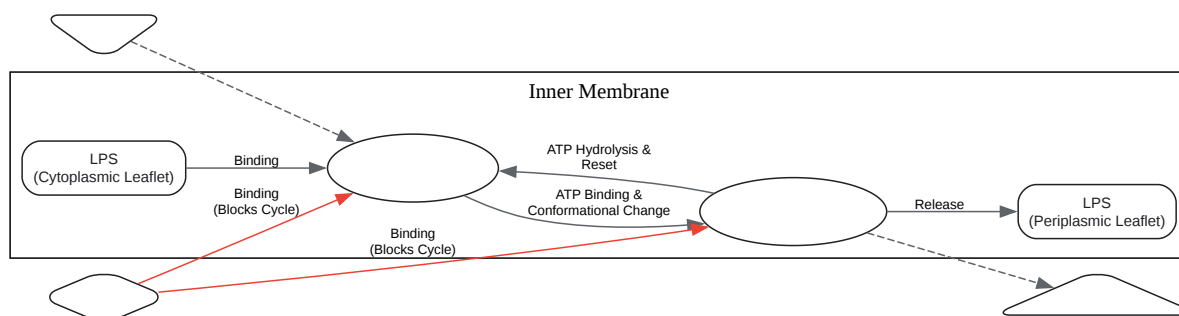 Inner Membrane
LPS
(Cytoplasmic Leaflet)
Binding
ATP Hydrolysis &
Reset
Binding
(Blocks Cycle)
ATP Binding &
Conformational Change
Release
LPS
(Periplasmic Leaflet)
Binding
(Blocks Cycle)